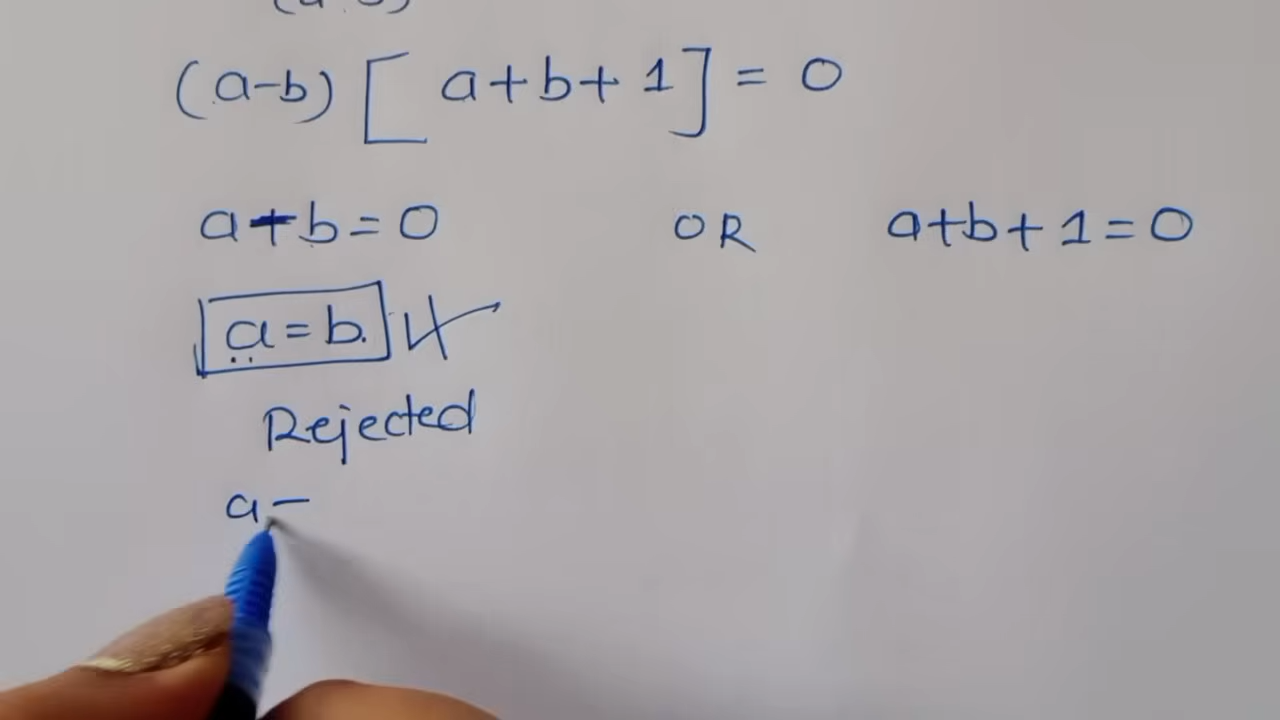 (a-b) [ a+b+1 ] = 0
a+b=0 OR a+b+1=0
a=b.
Rejected
a=